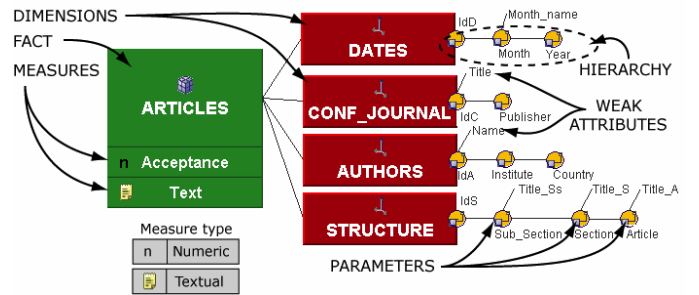 DIMENSIONS
FACT
MEASURES
ARTICLES
n Acceptance
Text
Measure type
n Numeric
Textual
DATES
IdD
Month_name
Month
Year
HIERARCHY
CONF_JOURNAL
Title
IdC
Publisher
WEAK
ATTRIBUTES
AUTHORS
Name
IdA
Institute
Country
STRUCTURE
IdS
Title_Ss
Title_S
Title_A
Sub_Section
Section
Article
PARAMETERS